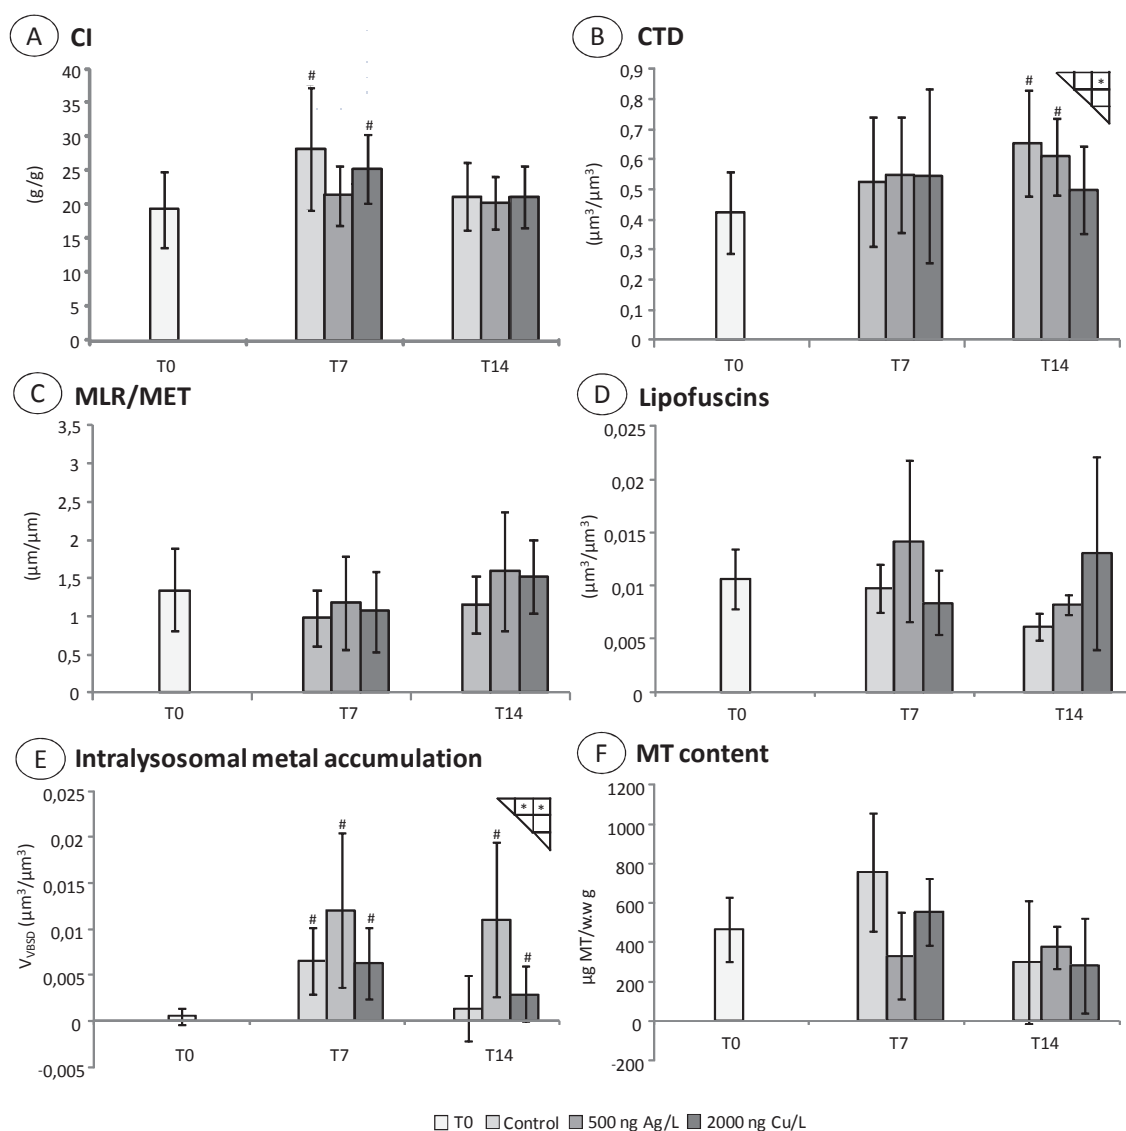 A CI
(g/g)
40
35
30
25
20
15
10
5
0
#
#
T0 T7 T14
B CTD
(µm³/µm³)
0,9
0,8
0,7
0,6
0,5
0,4
0,3
0,2
0,1
0
#
#
*
T0 T7 T14
C MLR/MET
(µm/µm)
3,5
3
2,5
2
1,5
1
0,5
0
T0 T7 T14
D Lipofuscins
(µm³/µm³)
0,025
0,02
0,015
0,01
0,005
0
T0 T7 T14
E Intralysosomal metal accumulation
VVBSD (µm³/µm³)
0,025
0,02
0,015
0,01
0,005
0
-0,005
# # #
# #
* *
T0 T7 T14
F MT content
µg MT/w.w g
1200
1000
800
600
400
200
0
-200
T0 T7 T14
T0 Control 500 ng Ag/L 2000 ng Cu/L